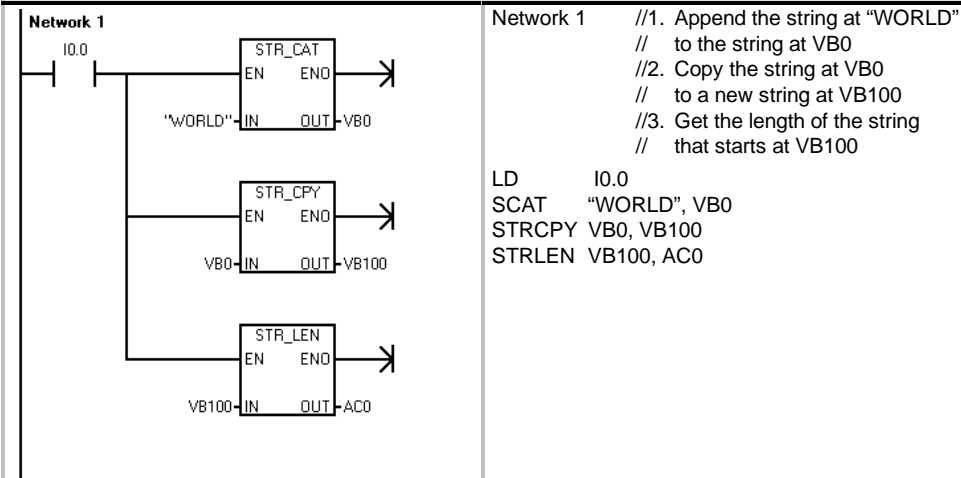 Network 1
I0.0
STR_CAT
EN ENO
"WORLD" IN OUT VB0
STR_CPY
EN ENO
VB0 IN OUT VB100
STR_LEN
EN ENO
VB100 IN OUT AC0
Network 1 //1. Append the string at “WORLD”
// to the string at VB0
//2. Copy the string at VB0
// to a new string at VB100
//3. Get the length of the string
// that starts at VB100
LD I0.0
SCAT “WORLD”, VB0
STRCPY VB0, VB100
STRLEN VB100, AC0